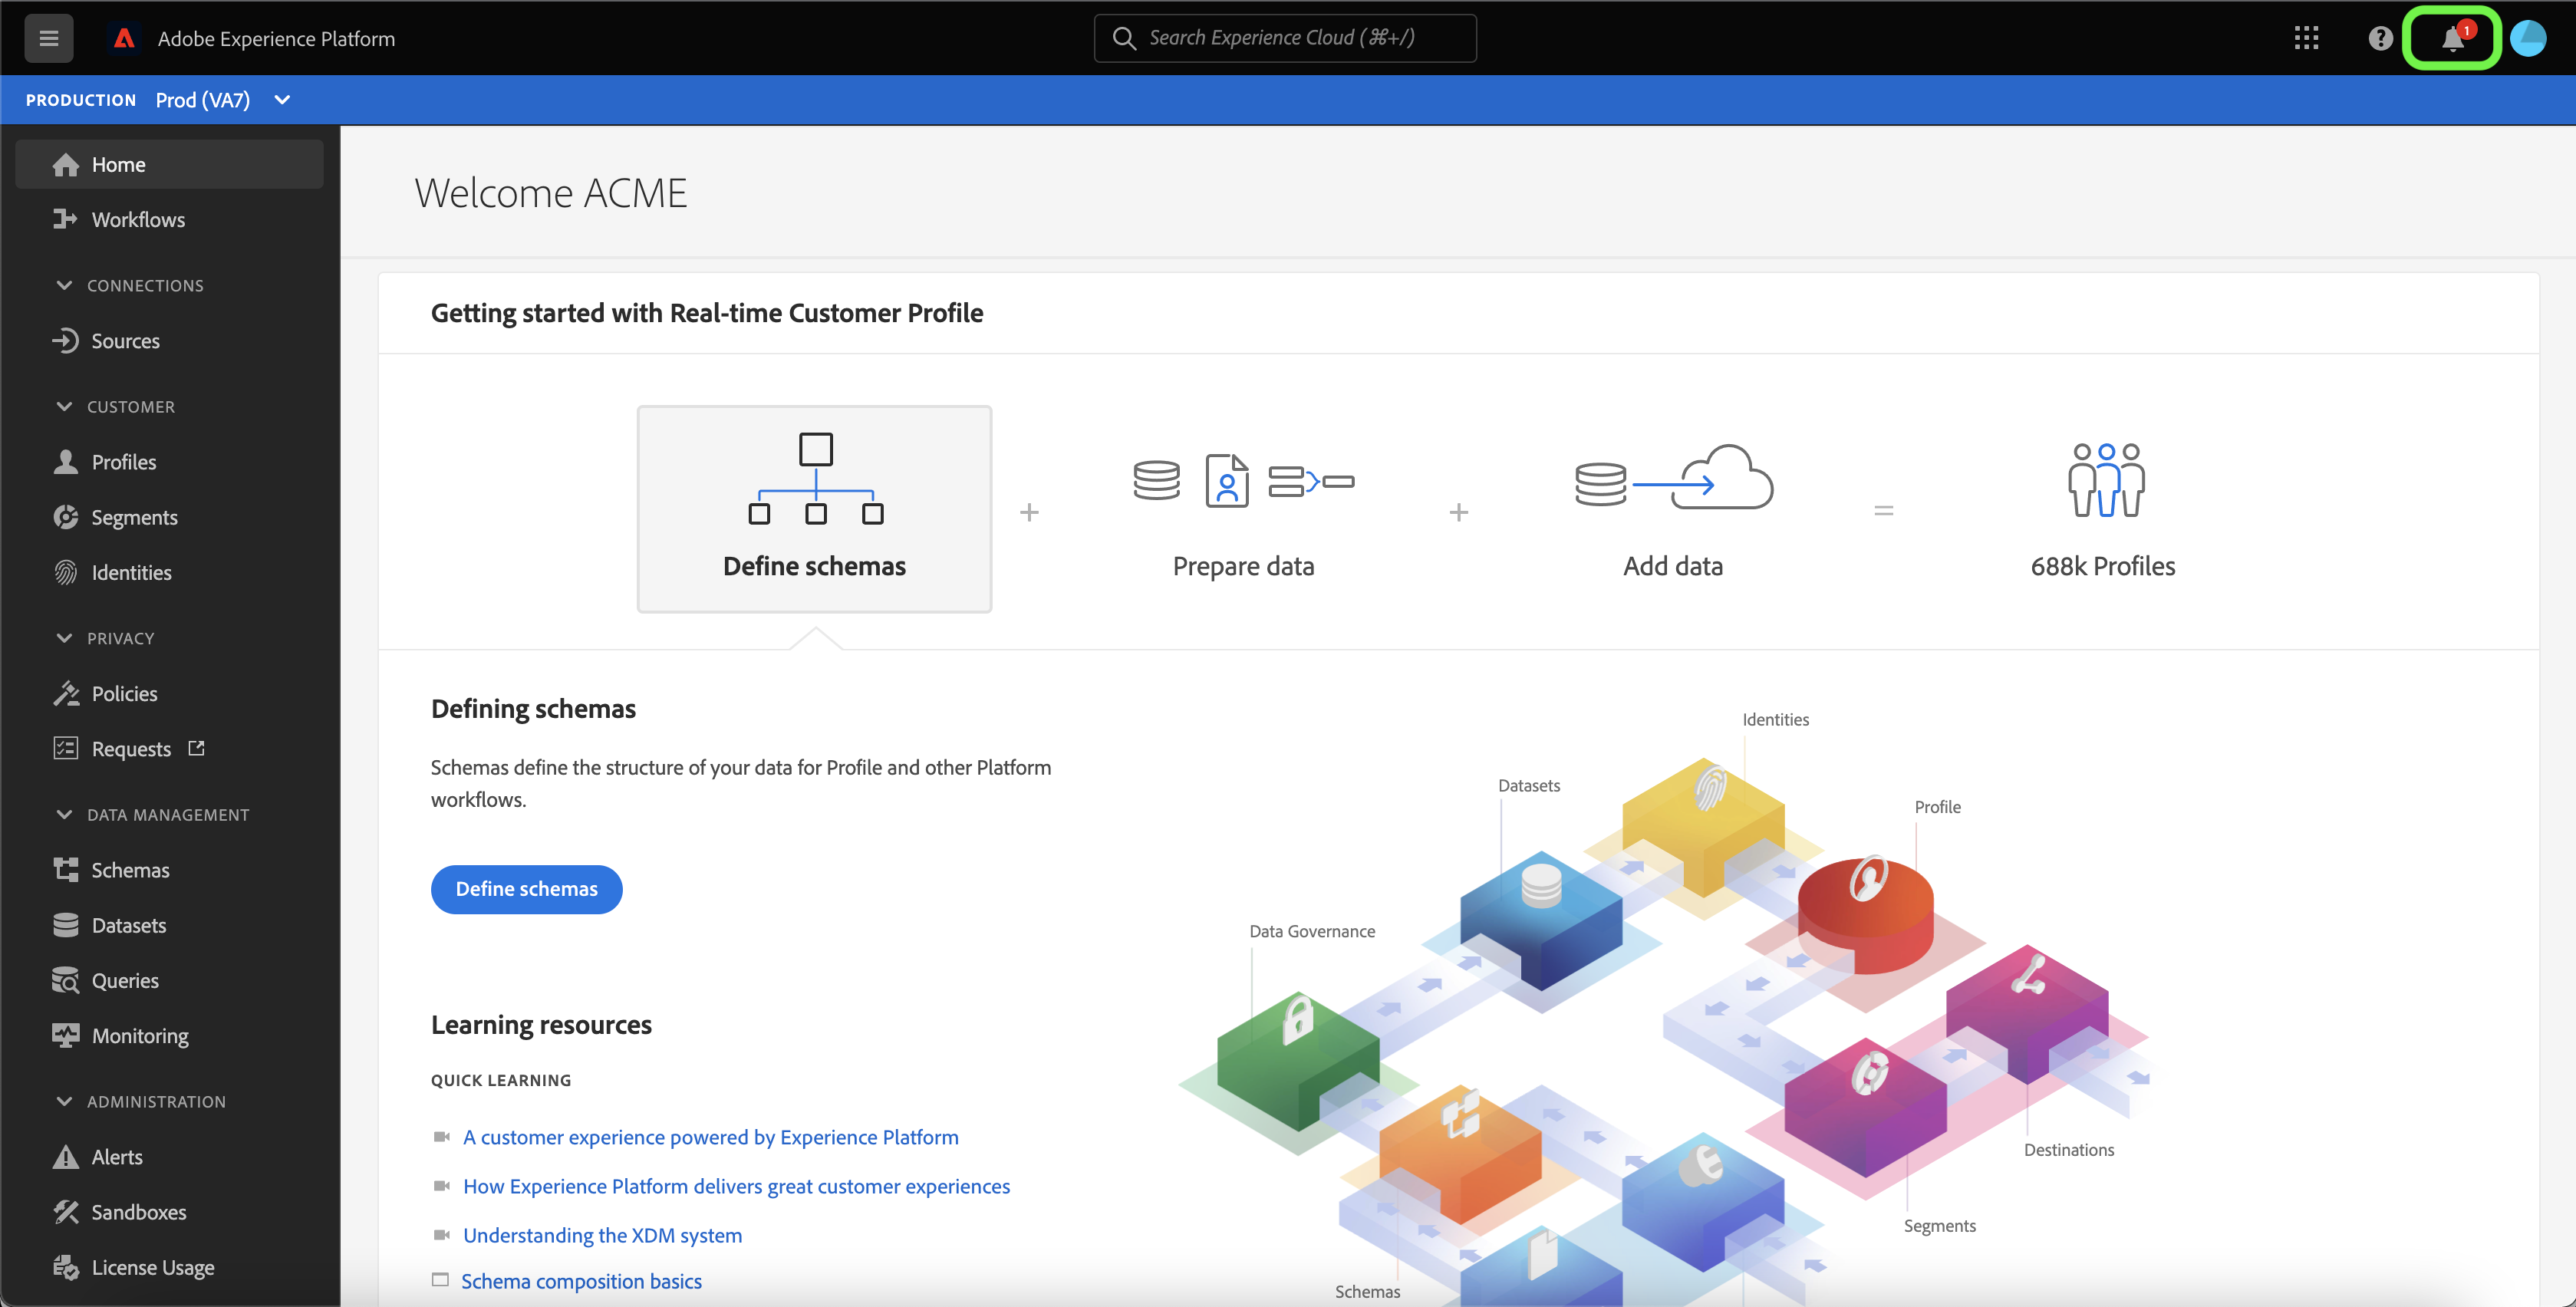 Adobe Experience Platform
Search Experience Cloud (⌘+/)
1
PRODUCTION Prod (VA7)
Home
Workflows
CONNECTIONS
Sources
CUSTOMER
Profiles
Segments
Identities
PRIVACY
Policies
Requests
DATA MANAGEMENT
Schemas
Datasets
Queries
Monitoring
ADMINISTRATION
Alerts
Sandboxes
License Usage
Welcome ACME
Getting started with Real-time Customer Profile
Define schemas
+
Prepare data
+
Add data
=
688k Profiles
Defining schemas
Schemas define the structure of your data for Profile and other Platform
workflows.
Define schemas
Learning resources
QUICK LEARNING
A customer experience powered by Experience Platform
How Experience Platform delivers great customer experiences
Understanding the XDM system
Schema composition basics
Identities
Datasets
Profile
Data Governance
Destinations
Segments
Schemas